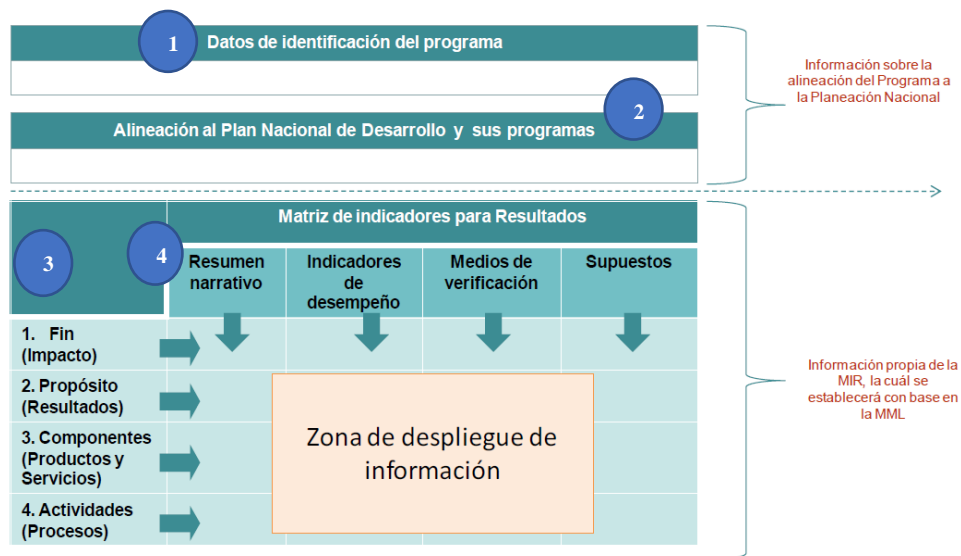 1
Datos de identificación del programa
2
Alineación al Plan Nacional de Desarrollo y sus programas
Información sobre la
alineación del Programa a
la Planeación Nacional
3
4
Matriz de indicadores para Resultados
Resumen
narrativo
Indicadores
de
desempeño
Medios de
verificación
Supuestos
1. Fin
(Impacto)
2. Propósito
(Resultados)
3. Componentes
(Productos y
Servicios)
4. Actividades
(Procesos)
Zona de despliegue de
información
Información propia de la
MIR, la cuál se
establecerá con base en
la MML